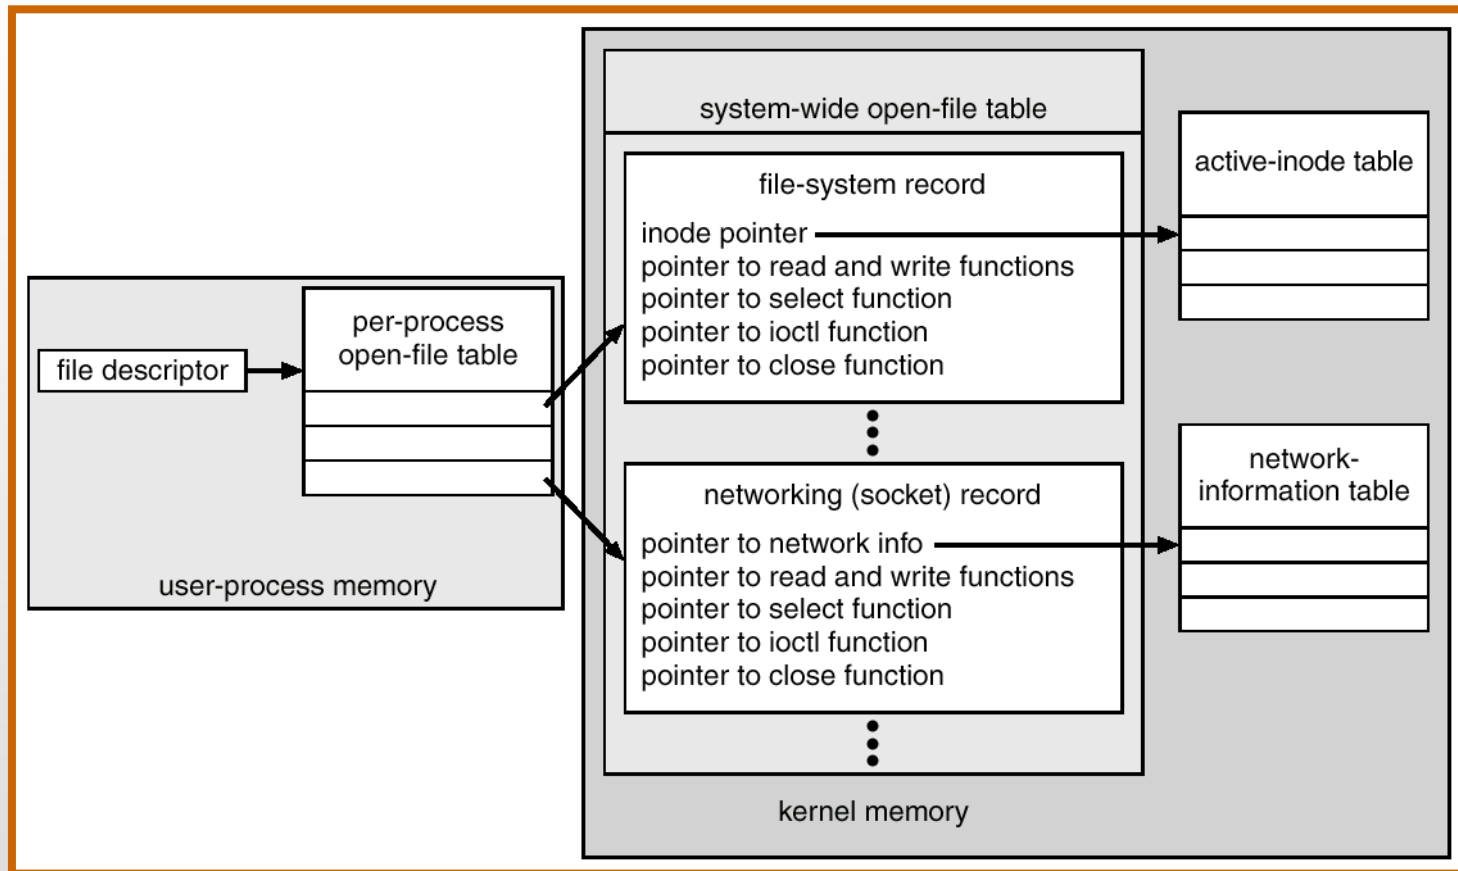 file descriptor
per-process
open-file table
user-process memory
system-wide open-file table
file-system record
inode pointer
pointer to read and write functions
pointer to select function
pointer to ioctl function
pointer to close function
networking (socket) record
pointer to network info
pointer to read and write functions
pointer to select function
pointer to ioctl function
pointer to close function
active-inode table
network-
information table
kernel memory